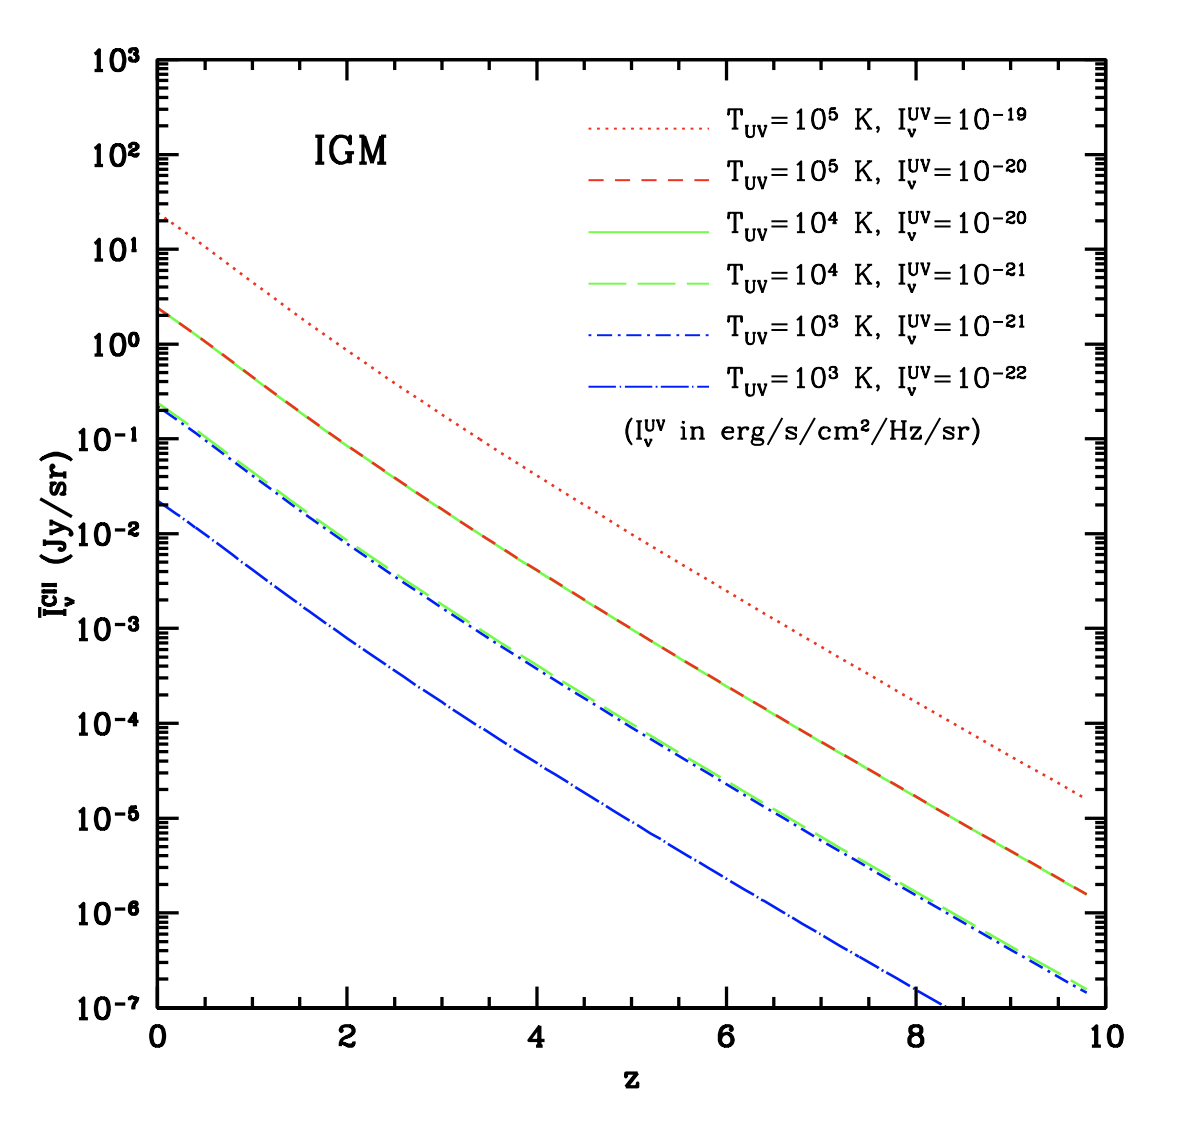 10³
10²
10¹
10⁰
10⁻¹
10⁻²
10⁻³
10⁻⁴
10⁻⁵
10⁻⁶
10⁻⁷
Ī_ν^CII (Jy/sr)
IGM
T_UV=10⁵ K, I_ν^UV=10⁻¹⁹
T_UV=10⁵ K, I_ν^UV=10⁻²⁰
T_UV=10⁴ K, I_ν^UV=10⁻²⁰
T_UV=10⁴ K, I_ν^UV=10⁻²¹
T_UV=10³ K, I_ν^UV=10⁻²¹
T_UV=10³ K, I_ν^UV=10⁻²²
(I_ν^UV in erg/s/cm²/Hz/sr)
0 2 4 6 8 10
z